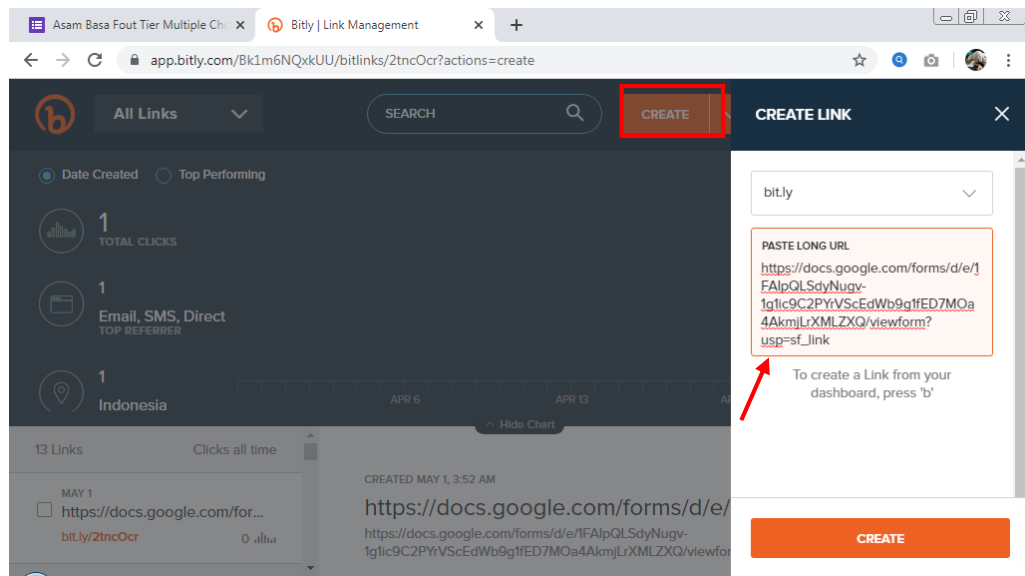 Asam Basa Fout Tier Multiple Ch
Bitly | Link Management
app.bitly.com/Bk1m6NQxkUU/bitlinks/2tncOcr?actions=create
All Links
SEARCH
CREATE
CREATE LINK
Date Created
Top Performing
bit.ly
1
TOTAL CLICKS
PASTE LONG URL
https://docs.google.com/forms/d/e/1
FAIpQLSdyNugv-
1g1ic9C2PYrVScEdWb9g1fED7MOa
4AkmjLrXMLZXQ/viewform?
usp=sf_link
1
Email, SMS, Direct
TOP REFERRER
To create a Link from your
dashboard, press 'b'
1
Indonesia
APR 6
APR 13
Hide Chart
13 Links
Clicks all time
MAY 1
https://docs.google.com/for...
bit.ly/2tncOcr
0
CREATED MAY 1, 3:52 AM
https://docs.google.com/forms/d/e/
https://docs.google.com/forms/d/e/1FAIpQLSdyNugv-
1g1ic9C2PYrVScEdWb9g1fED7MOa4AkmjLrXMLZXQ/viewfor
CREATE